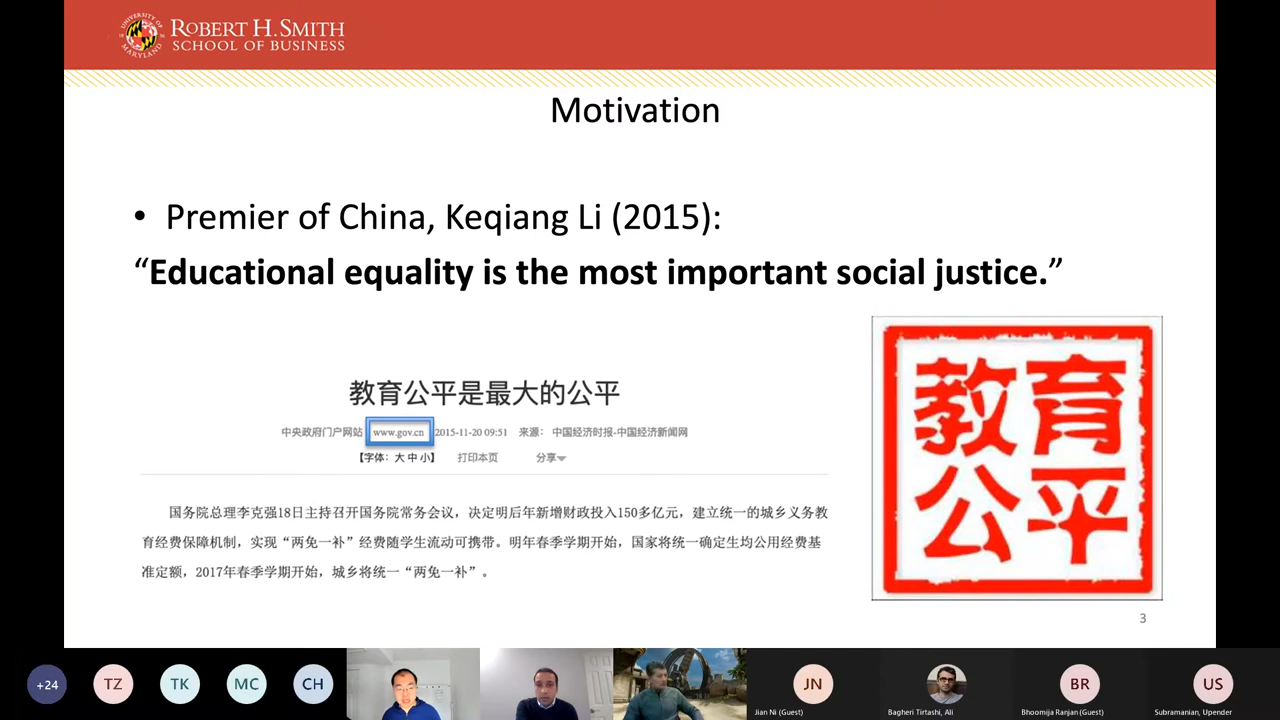 UNIVERSITY OF MARYLAND
ROBERT H. SMITH
SCHOOL OF BUSINESS
Motivation
• Premier of China, Keqiang Li (2015):
“Educational equality is the most important social justice.”
教育公平是最大的公平
中央政府门户网站 www.gov.cn 2015-11-20 09:51 来源： 中国经济时报-中国经济新闻网
【字体：大 中 小】 打印本页 分享
国务院总理李克强18日主持召开国务院常务会议，决定明后年新增财政投入150多亿元，建立统一的城乡义务教
育经费保障机制，实现“两免一补”经费随学生流动可携带。明年春季学期开始，国家将统一确定生均公用经费基
准定额，2017年春季学期开始，城乡将统一“两免一补”。
教育
公平
3
+24 TZ TK MC CH JN BR US
Jian Ni (Guest) Bagheri Tirtashi, Ali Bhoomija Ranjan (Guest) Subramanian, Upender